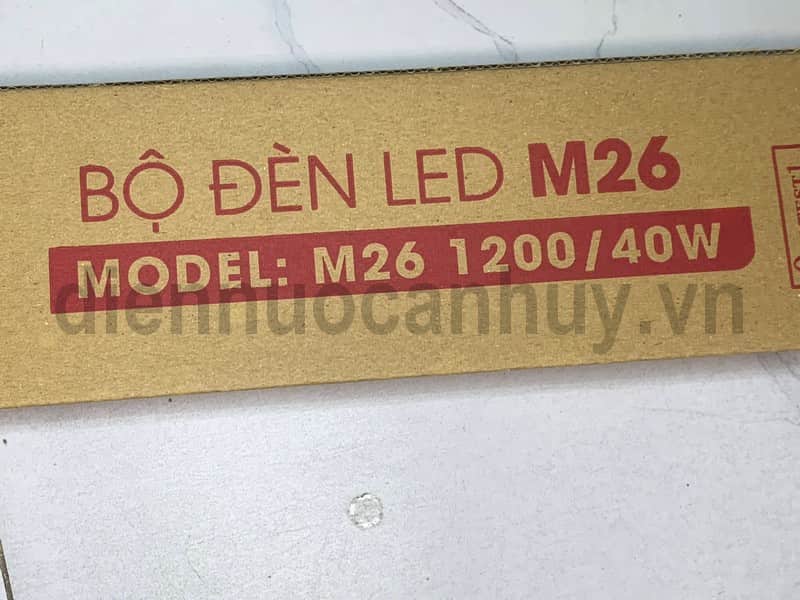 BỘ ĐÈN LED M26
MODEL: M26 1200/40W
diennuocanhuy.vn